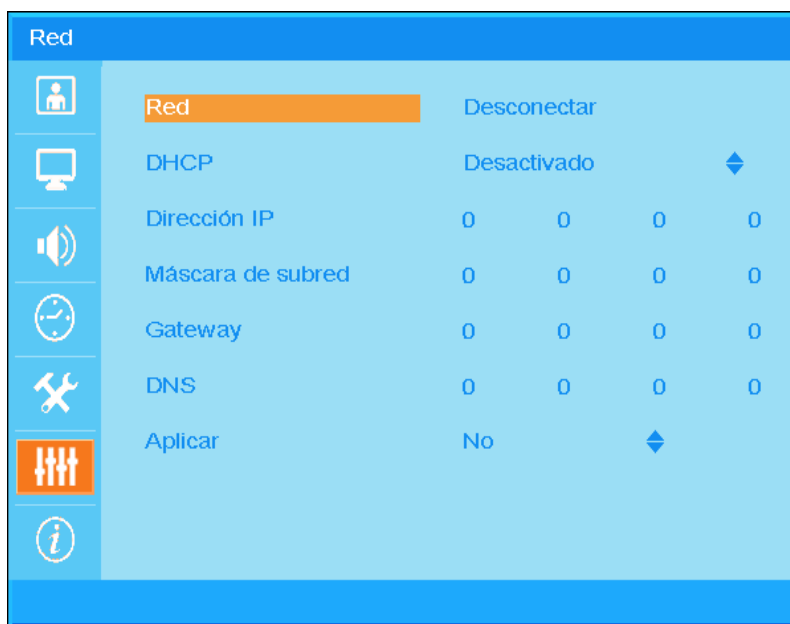 Red
Red Desconectar
DHCP Desactivado
Dirección IP 0 0 0 0
Máscara de subred 0 0 0 0
Gateway 0 0 0 0
DNS 0 0 0 0
Aplicar No
i